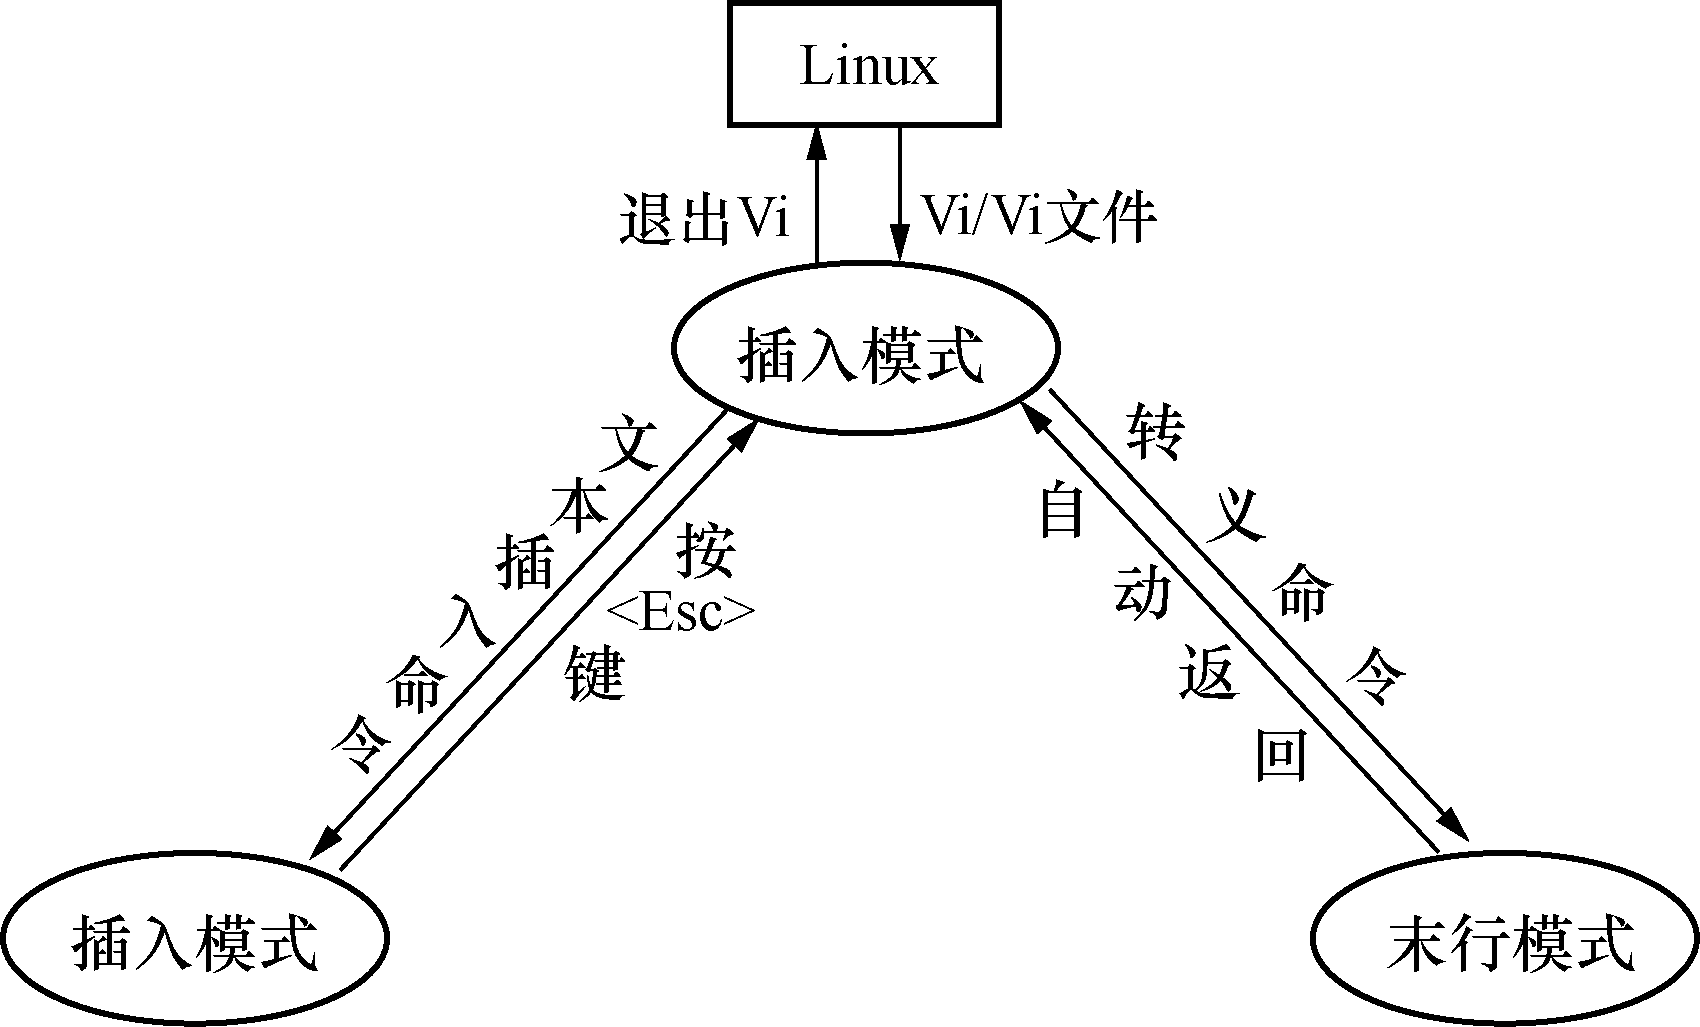 Linux
退出Vi
Vi/Vi文件
插入模式
文本插入命令
按
<Esc>
键
转义命令
自动返回
插入模式
末行模式